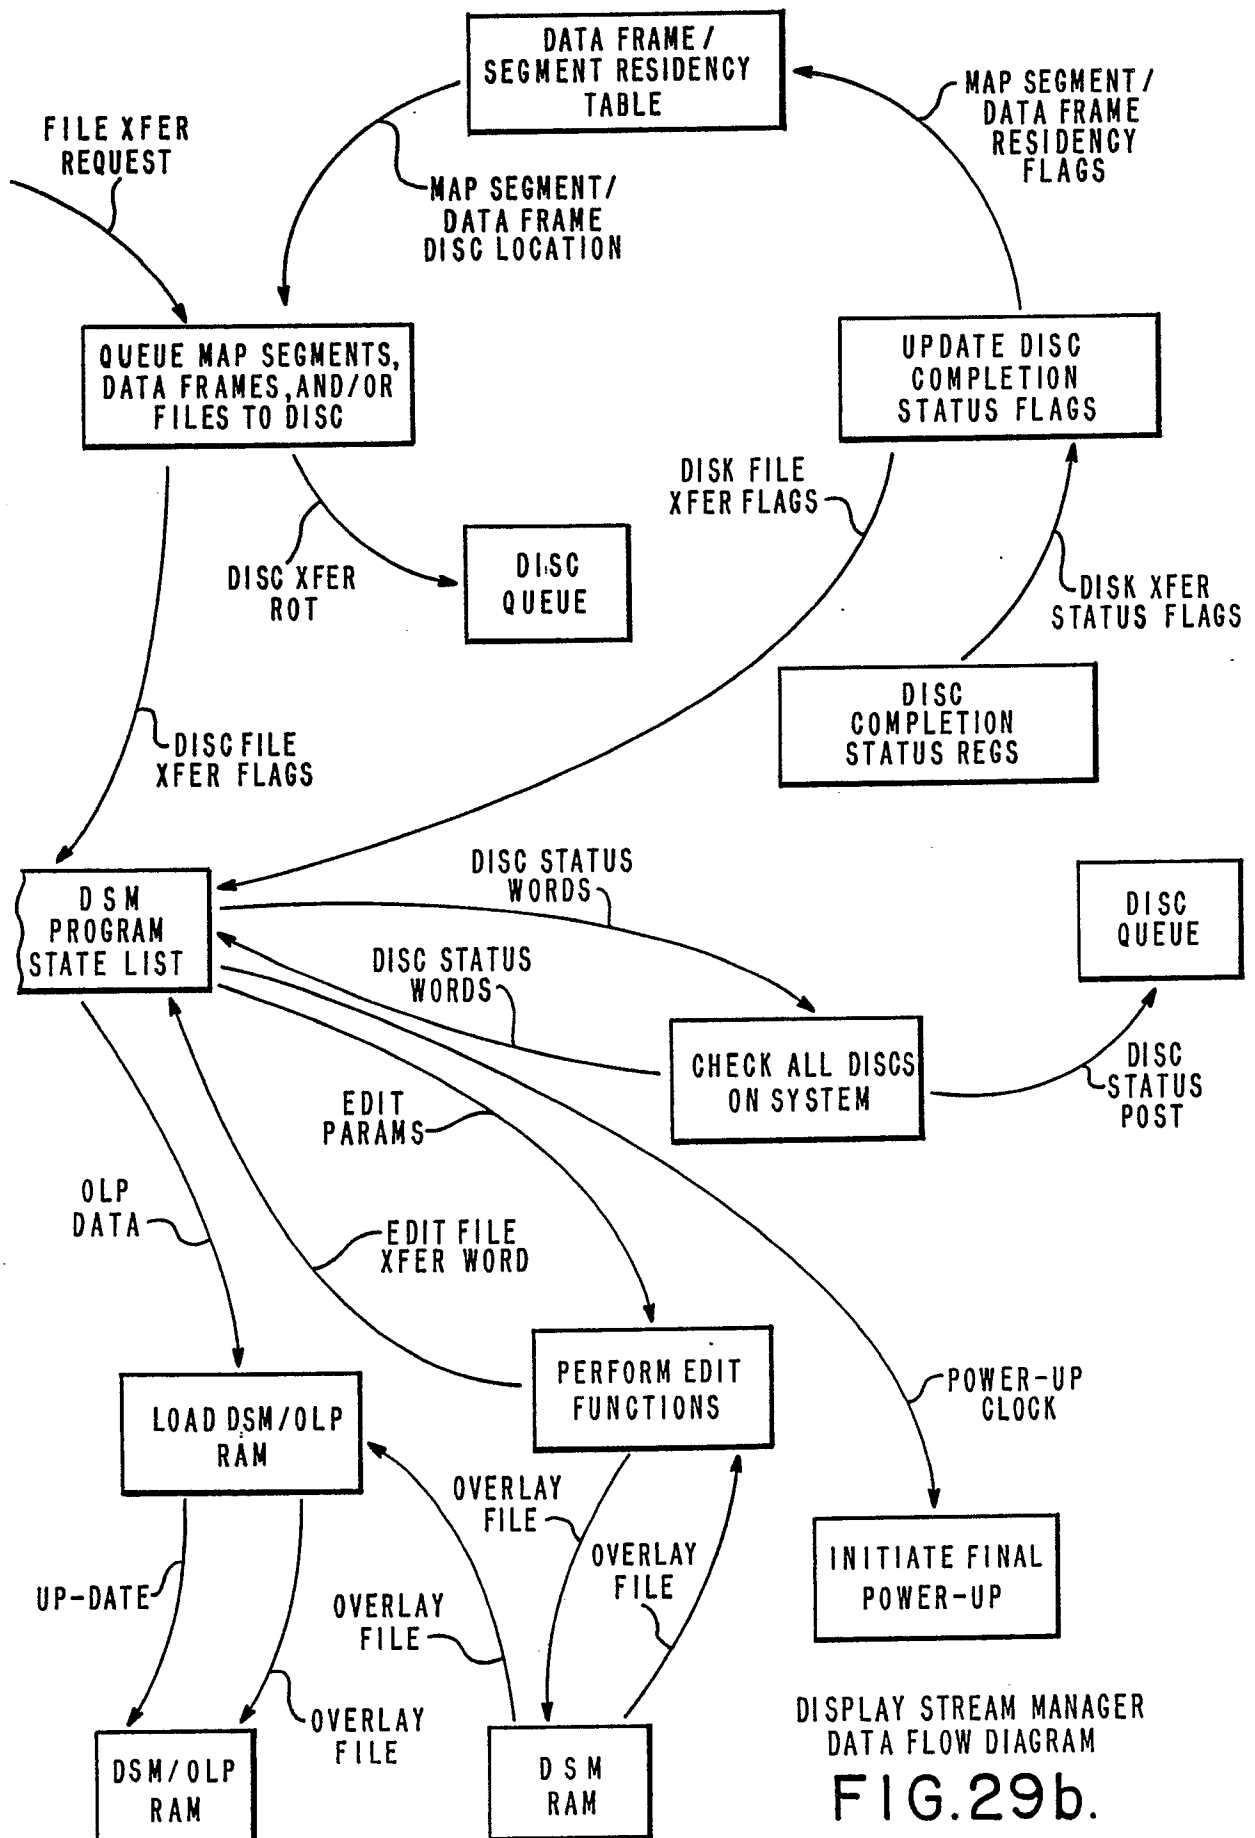 DATA FRAME/
SEGMENT RESIDENCY
TABLE
FILE XFER
REQUEST
MAP SEGMENT/
DATA FRAME
DISC LOCATION
MAP SEGMENT/
DATA FRAME
RESIDENCY
FLAGS
QUEUE MAP SEGMENTS,
DATA FRAMES, AND/OR
FILES TO DISC
UPDATE DISC
COMPLETION
STATUS FLAGS
DISC XFER
ROT
DISC
QUEUE
DISK FILE
XFER FLAGS
DISK XFER
STATUS FLAGS
DISC
COMPLETION
STATUS REGS
DISC FILE
XFER FLAGS
DSM
PROGRAM
STATE LIST
DISC STATUS
WORDS
DISC STATUS
WORDS
DISC
QUEUE
CHECK ALL DISCS
ON SYSTEM
DISC
STATUS
POST
EDIT
PARAMS
OLP
DATA
EDIT FILE
XFER WORD
LOAD DSM/OLP
RAM
PERFORM EDIT
FUNCTIONS
POWER-UP
CLOCK
OVERLAY
FILE
OVERLAY
FILE
INITIATE FINAL
POWER-UP
UP-DATE
OVERLAY
FILE
OVERLAY
FILE
DSM/OLP
RAM
DSM
RAM
DISPLAY STREAM MANAGER
DATA FLOW DIAGRAM
FIG.29b.